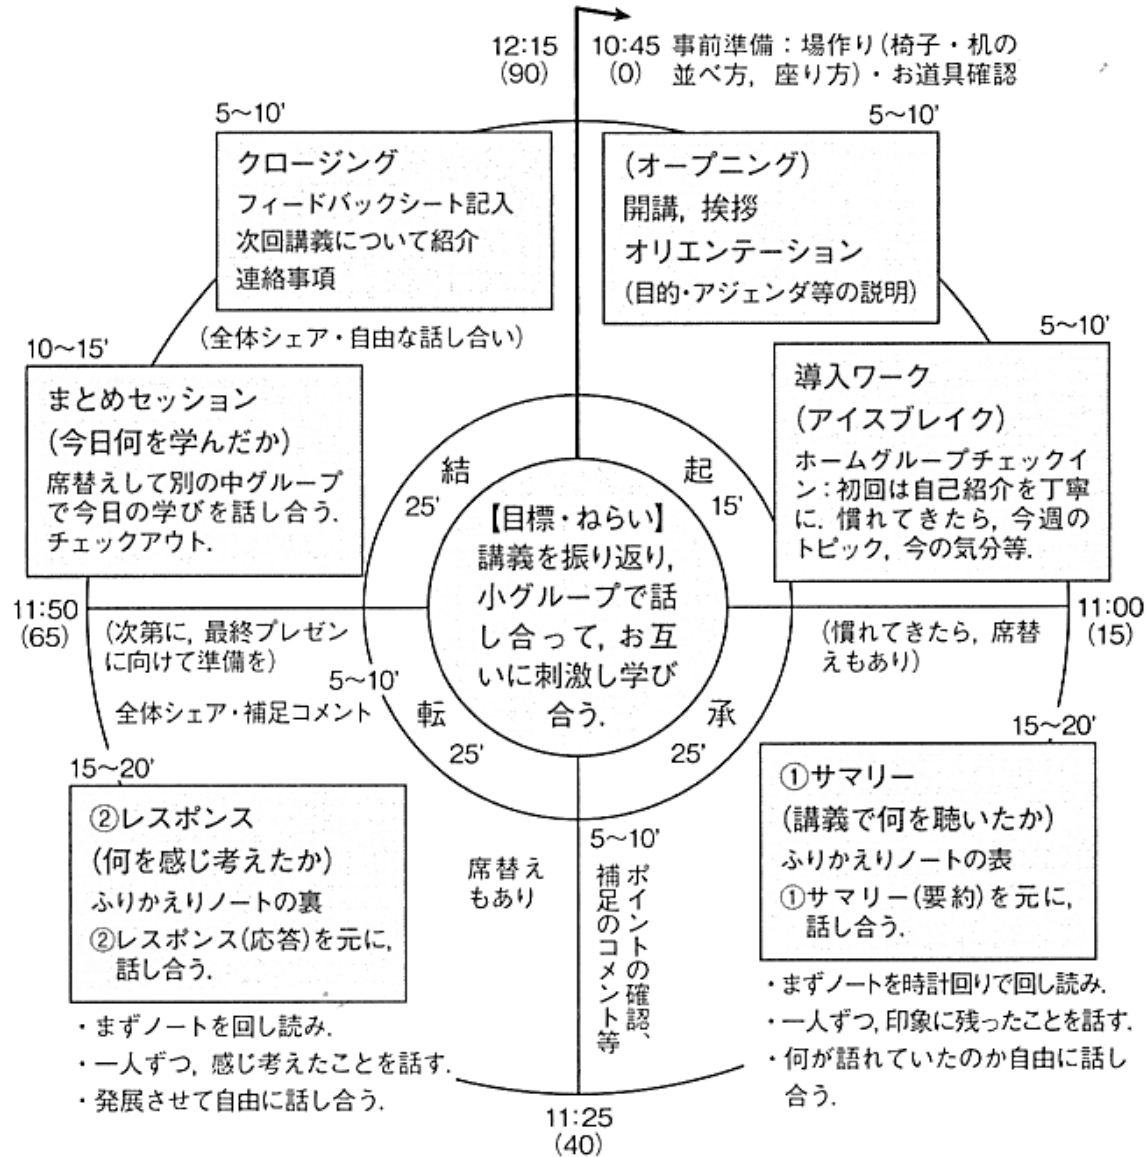 12:15
(90)
10:45
(0)
事前準備：場作り(椅子・机の
並べ方, 座り方)・お道具確認
5〜10'
(オープニング)
開講, 挨拶
オリエンテーション
(目的・アジェンダ等の説明)
5〜10'
導入ワーク
(アイスブレイク)
ホームグループチェックイ
ン：初回は自己紹介を丁寧
に. 慣れてきたら, 今週の
トピック, 今の気分等.
11:00
(15)
(慣れてきたら, 席替
えもあり)
15〜20'
①サマリー
(講義で何を聴いたか)
ふりかえりノートの表
①サマリー(要約)を元に,
話し合う.
・まずノートを時計回りで回し読み.
・一人ずつ, 印象に残ったことを話す.
・何が語れていたのか自由に話し
合う.
5〜10'
ポイントの確認、
補足のコメント等
11:25
(40)
席替え
もあり
15〜20'
②レスポンス
(何を感じ考えたか)
ふりかえりノートの裏
②レスポンス(応答)を元に,
話し合う.
・まずノートを回し読み.
・一人ずつ, 感じ考えたことを話す.
・発展させて自由に話し合う.
5〜10'
全体シェア・補足コメント
(次第に, 最終プレゼン
に向けて準備を)
11:50
(65)
10〜15'
まとめセッション
(今日何を学んだか)
席替えして別の中グループ
で今日の学びを話し合う.
チェックアウト.
5〜10'
クロージング
フィードバックシート記入
次回講義について紹介
連絡事項
(全体シェア・自由な話し合い)
起
15'
承
25'
転
25'
結
25'
【目標・ねらい】
講義を振り返り,
小グループで話
し合って, お互
いに刺激し学び
合う.